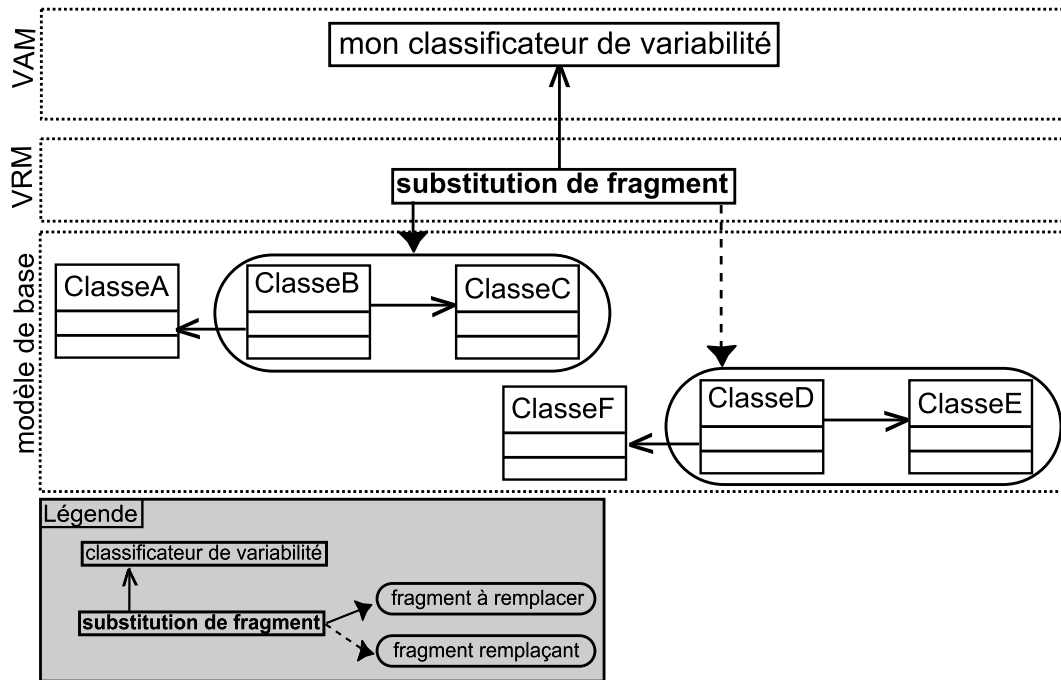 VAM
mon classificateur de variabilité
VRM
substitution de fragment
modèle de base
ClasseA
ClasseB
ClasseC
ClasseF
ClasseD
ClasseE
Légende
classificateur de variabilité
substitution de fragment
fragment à remplacer
fragment remplaçant